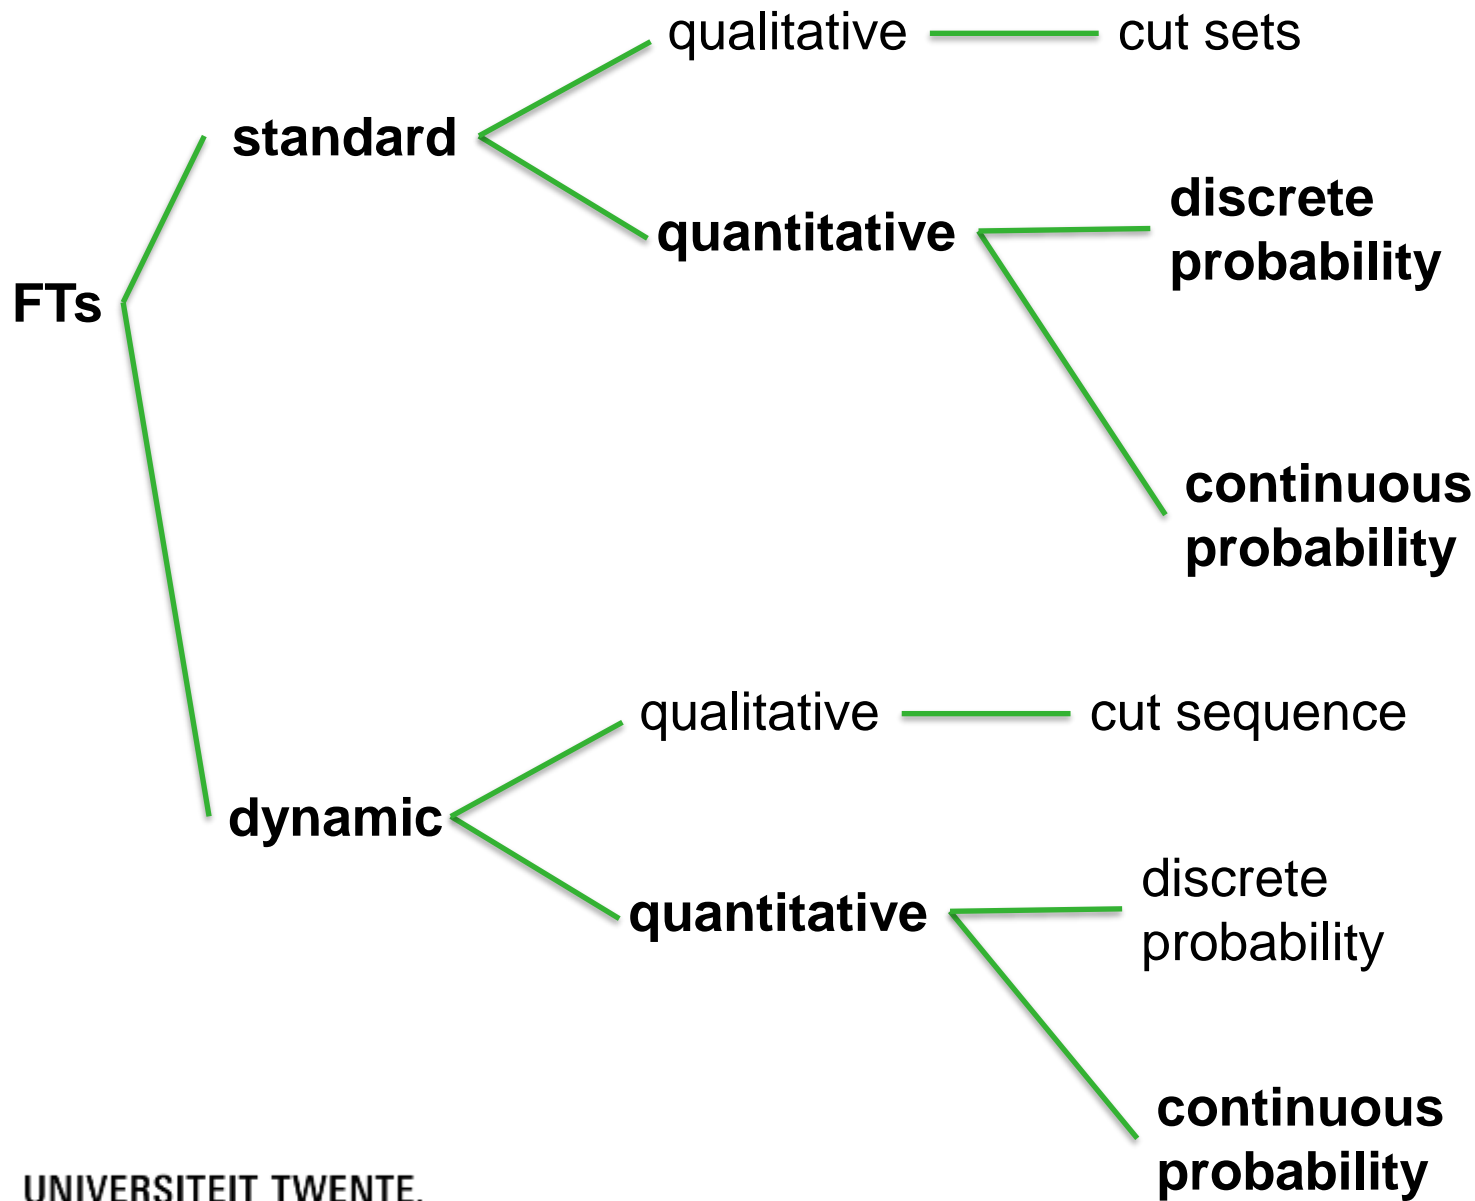 qualitative
cut sets
standard
discrete
probability
quantitative
FTs
continuous
probability
qualitative
cut sequence
dynamic
discrete
probability
quantitative
continuous
probability
UNIVERSITEIT TWENTE.